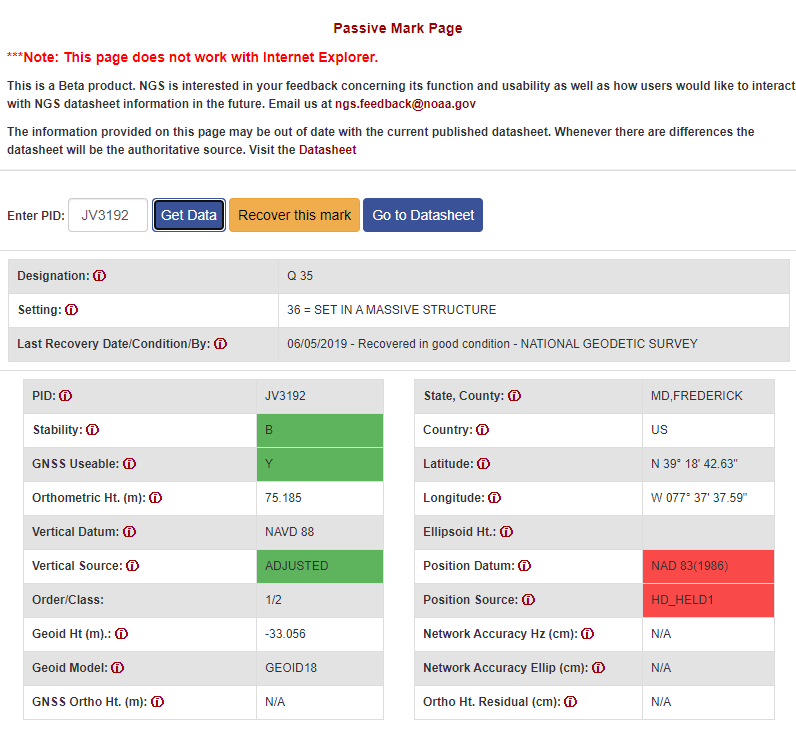 Passive Mark Page
***Note: This page does not work with Internet Explorer.
This is a Beta product. NGS is interested in your feedback concerning its function and usability as well as how users would like to interact
with NGS datasheet information in the future. Email us at ngs.feedback@noaa.gov
The information provided on this page may be out of date with the current published datasheet. Whenever there are differences the
datasheet will be the authoritative source. Visit the Datasheet
Enter PID: JV3192 Get Data Recover this mark Go to Datasheet
Designation: Q 35
Setting: 36 = SET IN A MASSIVE STRUCTURE
Last Recovery Date/Condition/By: 06/05/2019 - Recovered in good condition - NATIONAL GEODETIC SURVEY
PID: JV3192
Stability: B
GNSS Useable: Y
Orthometric Ht. (m): 75.185
Vertical Datum: NAVD 88
Vertical Source: ADJUSTED
Order/Class: 1/2
Geoid Ht (m).: -33.056
Geoid Model: GEOID18
GNSS Ortho Ht. (m): N/A
State, County: MD,FREDERICK
Country: US
Latitude: N 39° 18' 42.63"
Longitude: W 077° 37' 37.59"
Ellipsoid Ht.:
Position Datum: NAD 83(1986)
Position Source: HD_HELD1
Network Accuracy Hz (cm): N/A
Network Accuracy Ellip (cm): N/A
Ortho Ht. Residual (cm): N/A